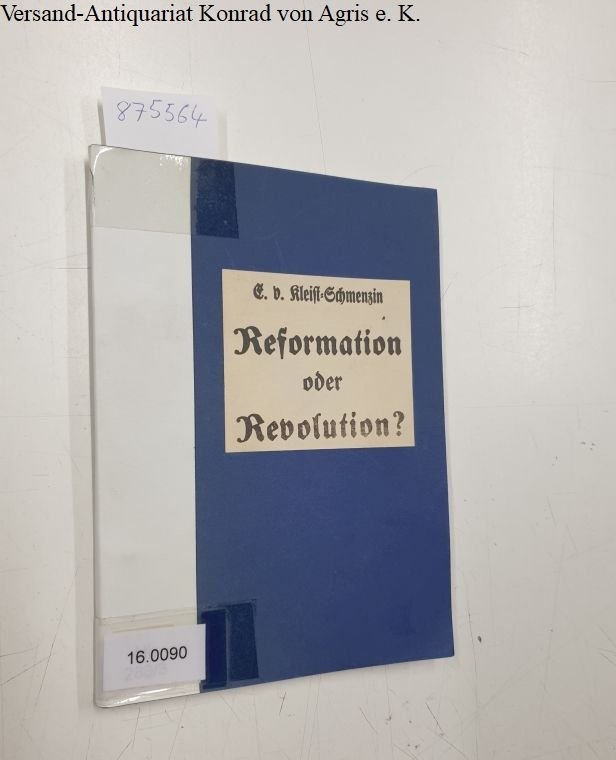 Versand-Antiquariat Konrad von Agris e. K.
875564
E. v. Kleist-Schmenzin
Reformation
oder
Revolution?
16.0090